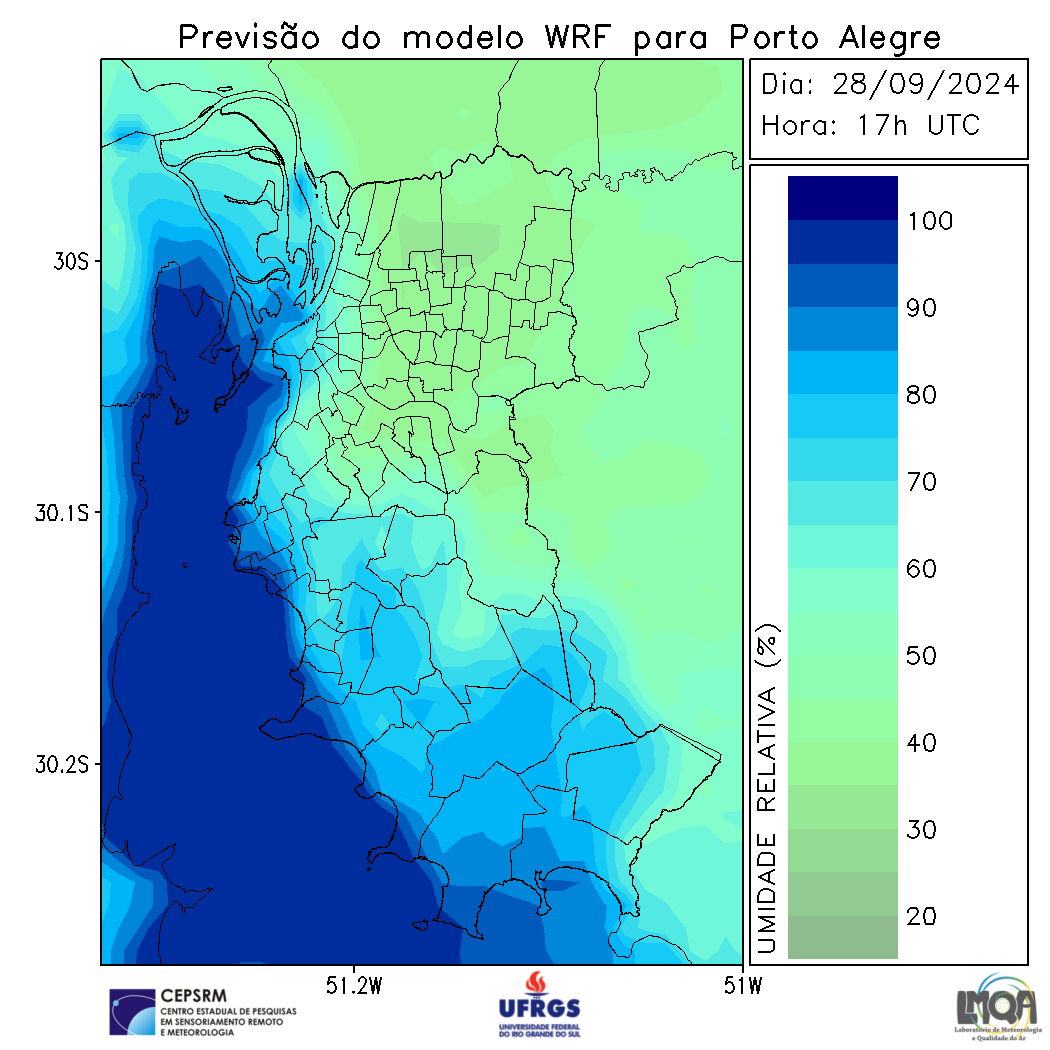 Previsão do modelo WRF para Porto Alegre
Dia: 28/09/2024
Hora: 17h UTC
30S
30.1S
30.2S
51.2W
51W
UMIDADE RELATIVA (%)
100
90
80
70
60
50
40
30
20
CEPSRM
CENTRO ESTADUAL DE PESQUISAS
EM SENSORIAMENTO REMOTO
E METEOROLOGIA
UFRGS
UNIVERSIDADE FEDERAL
DO RIO GRANDE DO SUL
LMQA
Laboratório de Meteorologia
e Qualidade do Ar